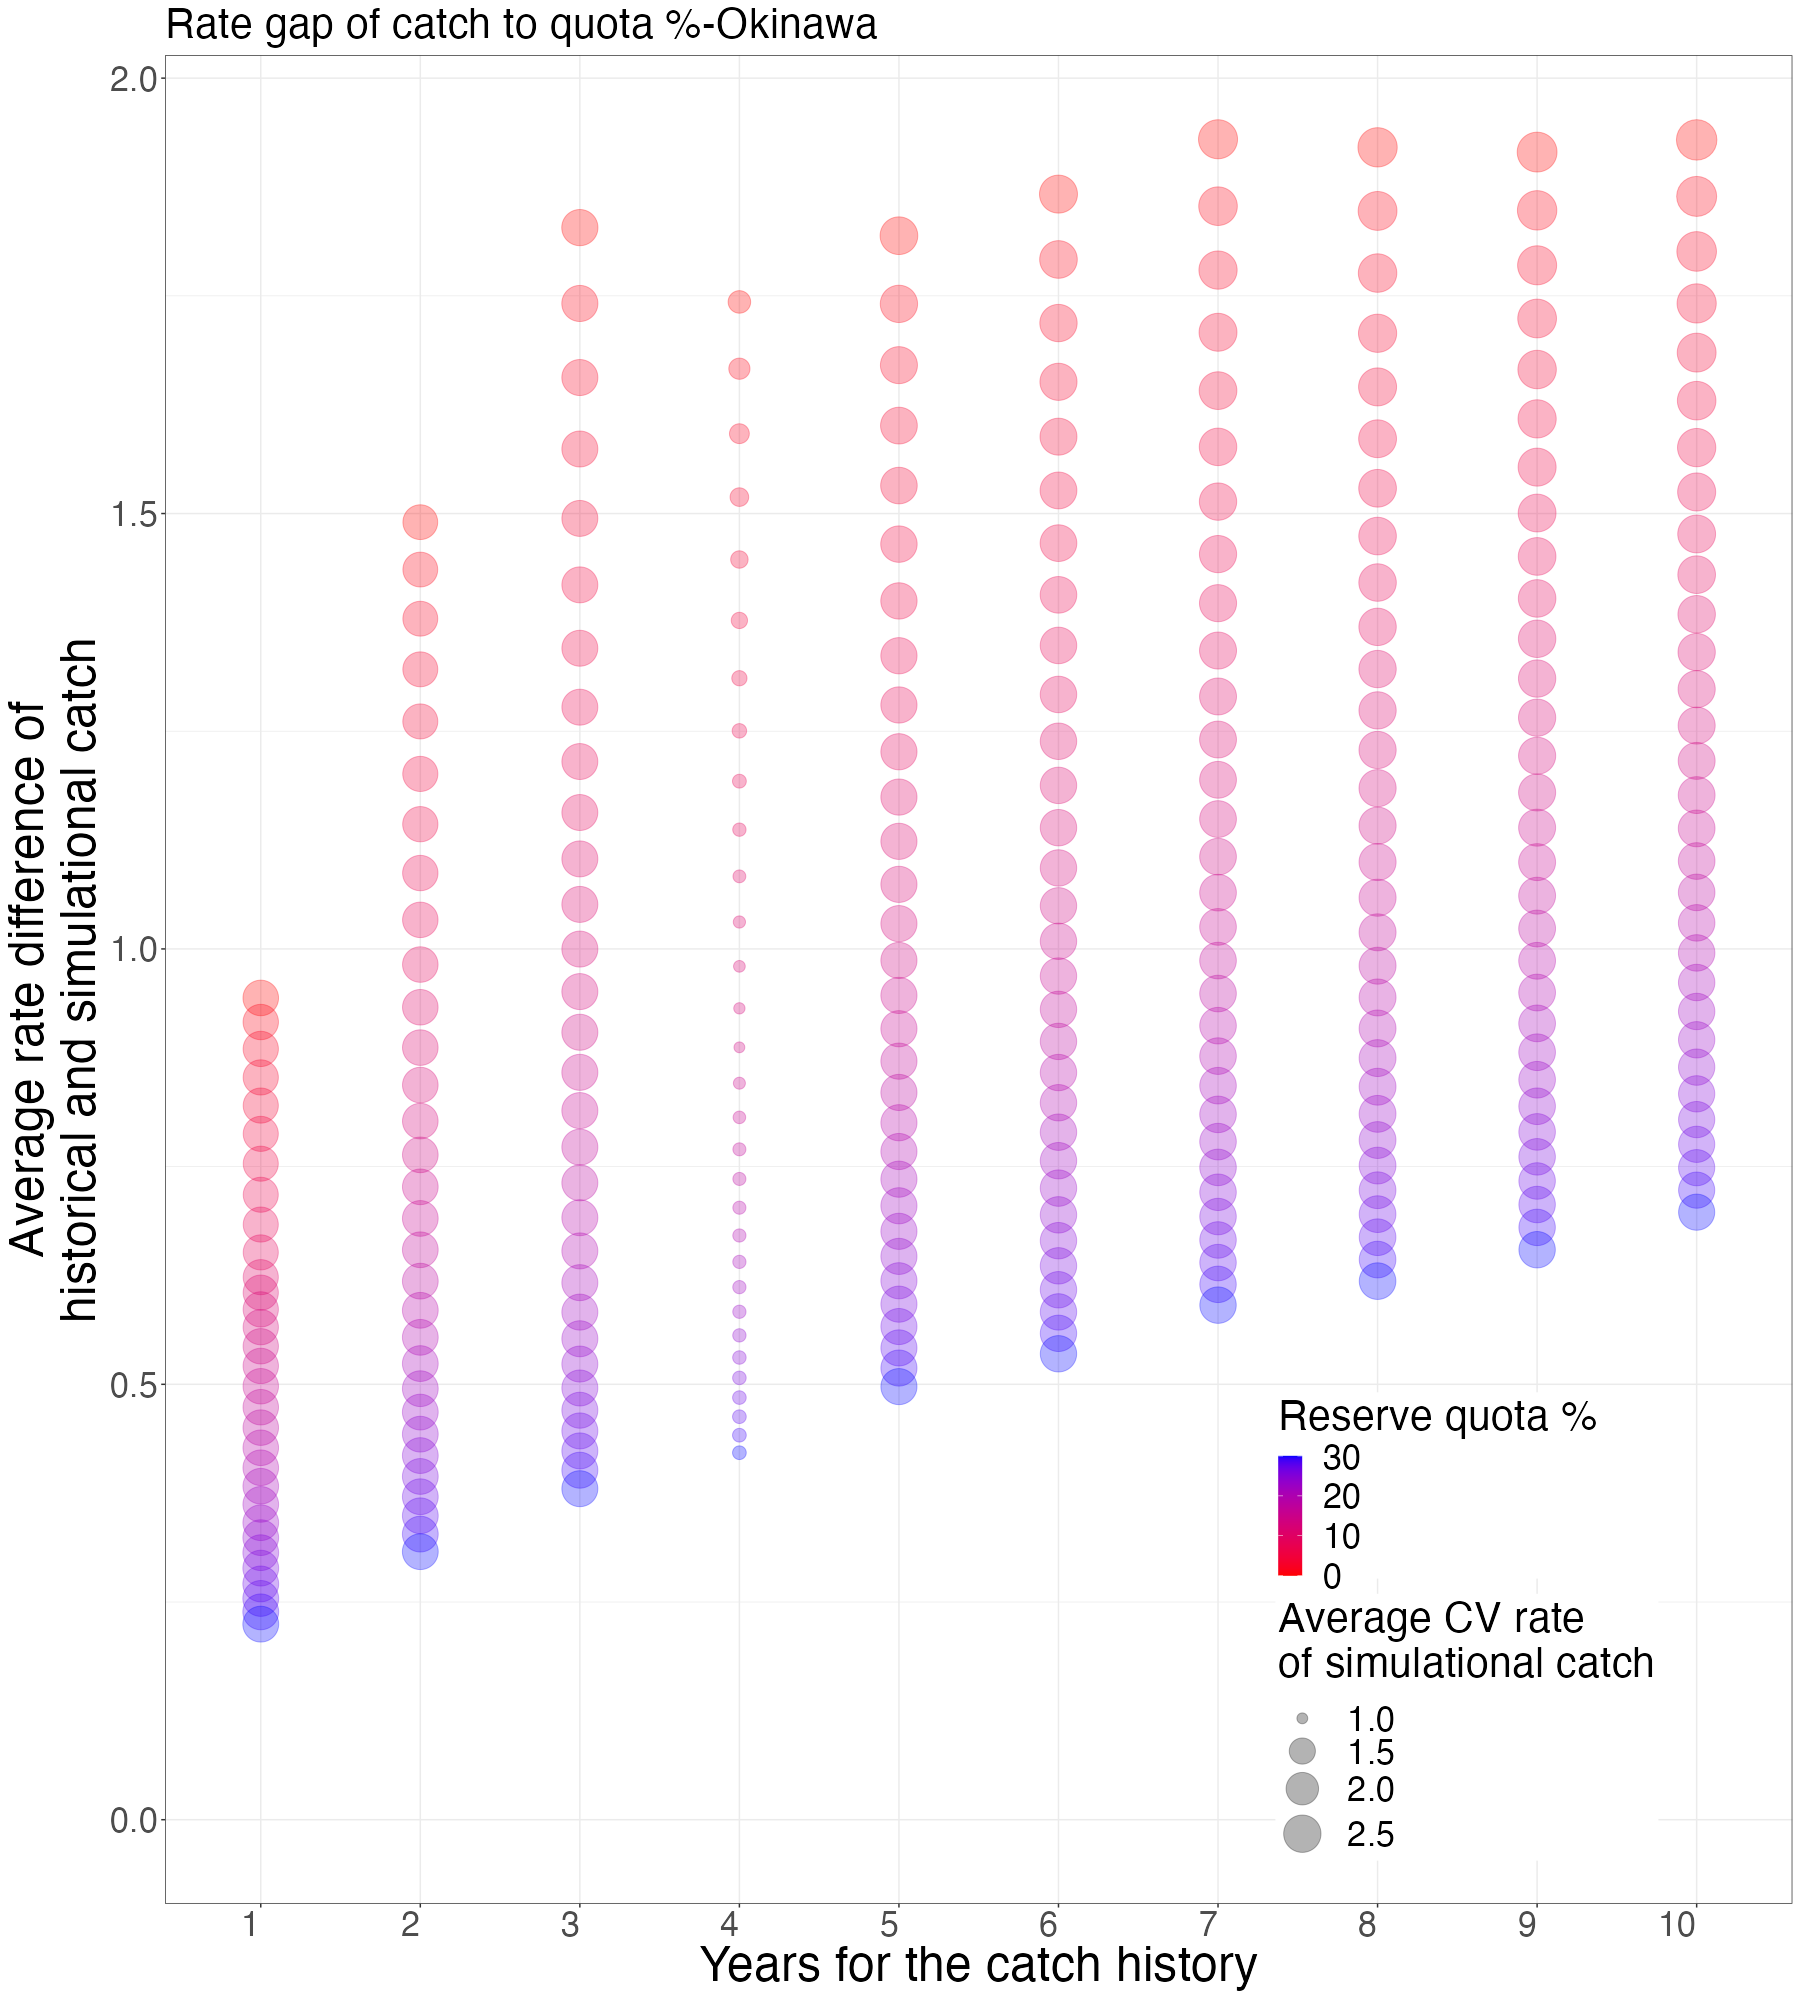 Rate gap of catch to quota %-Okinawa
2.0
1.5
1.0
0.5
0.0
Average rate difference of
historical and simulational catch
Reserve quota %
30
20
10
0
Average CV rate
of simulational catch
1.0
1.5
2.0
2.5
1 2 3 4 5 6 7 8 9 10
Years for the catch history